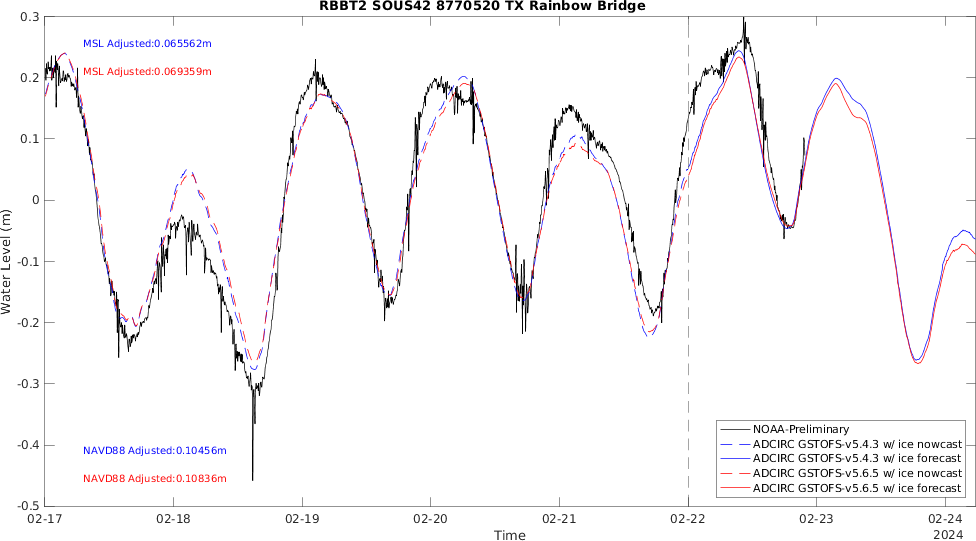 RBBT2 SOUS42 8770520 TX Rainbow Bridge
MSL Adjusted:0.065562m
MSL Adjusted:0.069359m
NAVD88 Adjusted:0.10456m
NAVD88 Adjusted:0.10836m
Water Level (m)
0.3
0.2
0.1
0
-0.1
-0.2
-0.3
-0.4
-0.5
NOAA-Preliminary
ADCIRC GSTOFS-v5.4.3 w/ ice nowcast
ADCIRC GSTOFS-v5.4.3 w/ ice forecast
ADCIRC GSTOFS-v5.6.5 w/ ice nowcast
ADCIRC GSTOFS-v5.6.5 w/ ice forecast
02-17 02-18 02-19 02-20 02-21 02-22 02-23 02-24
Time
2024